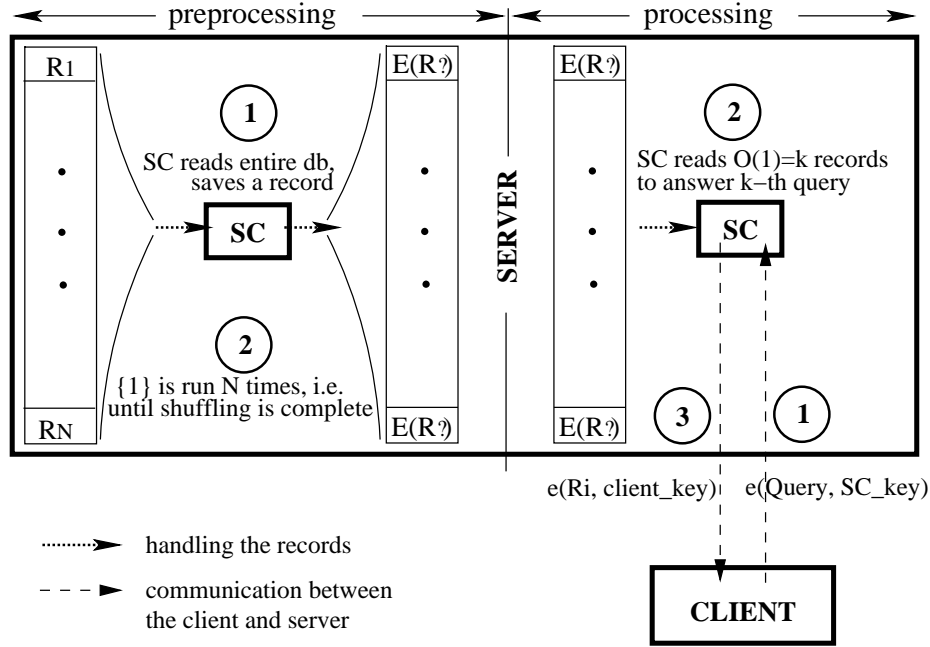 preprocessing
processing
R1
E(R?)
E(R?)
1
SC reads entire db,
saves a record
SC
2
{1} is run N times, i.e.
until shuffling is complete
RN
E(R?)
SERVER
2
SC reads O(1)=k records
to answer k−th query
SC
E(R?)
3
1
e(Ri, client_key)
e(Query, SC_key)
handling the records
communication between
the client and server
CLIENT